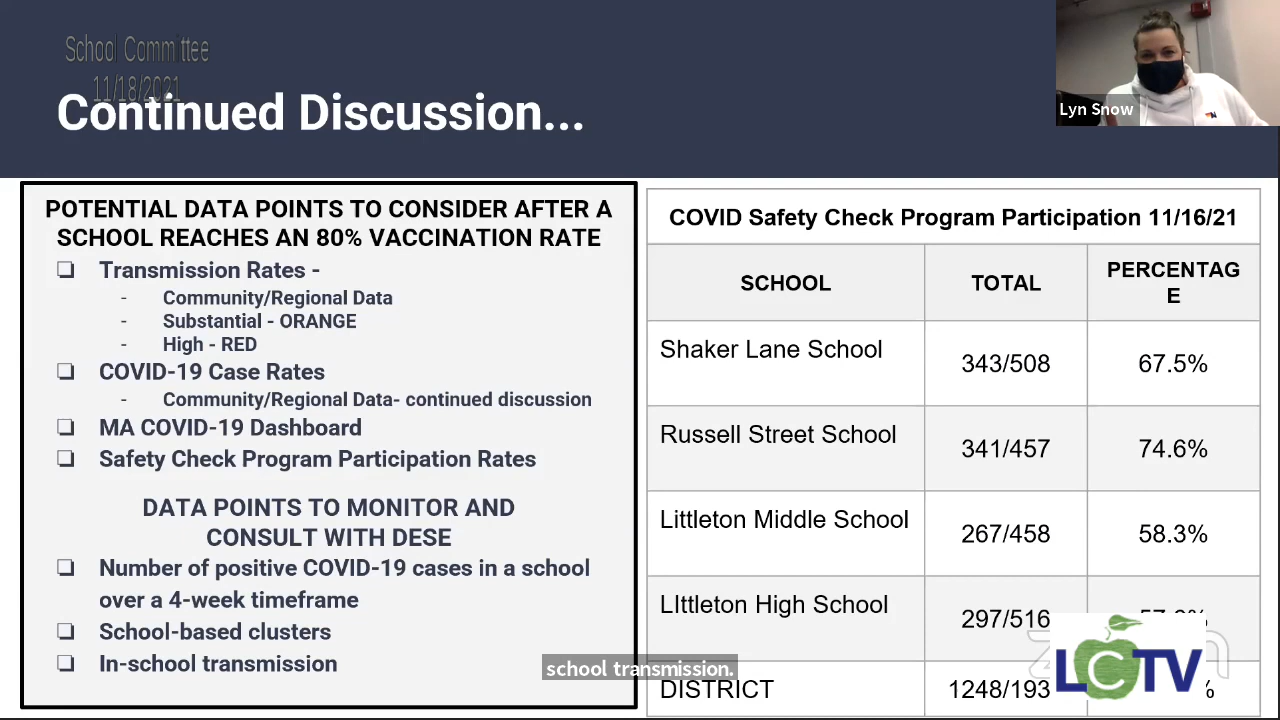 School Committee
11/18/2021
Continued Discussion...
Lyn Snow
POTENTIAL DATA POINTS TO CONSIDER AFTER A
SCHOOL REACHES AN 80% VACCINATION RATE
❏ Transmission Rates -
- Community/Regional Data
- Substantial - ORANGE
- High - RED
❏ COVID-19 Case Rates
- Community/Regional Data- continued discussion
❏ MA COVID-19 Dashboard
❏ Safety Check Program Participation Rates
DATA POINTS TO MONITOR AND
CONSULT WITH DESE
❏ Number of positive COVID-19 cases in a school
over a 4-week timeframe
❏ School-based clusters
❏ In-school transmission
COVID Safety Check Program Participation 11/16/21
SCHOOL TOTAL PERCENTAG
E
Shaker Lane School 343/508 67.5%
Russell Street School 341/457 74.6%
Littleton Middle School 267/458 58.3%
LIttleton High School 297/516
DISTRICT 1248/193 %
school transmission.
LCTV